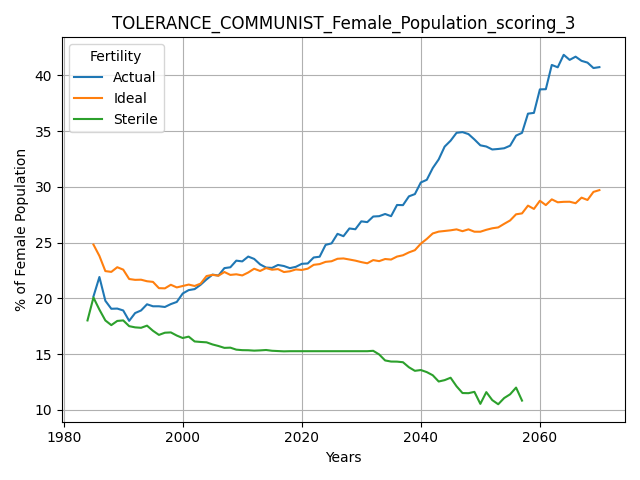 TOLERANCE_COMMUNIST_Female_Population_scoring_3
Fertility
Actual
Ideal
Sterile
% of Female Population
40
35
30
25
20
15
10
1980
2000
2020
2040
2060
Years